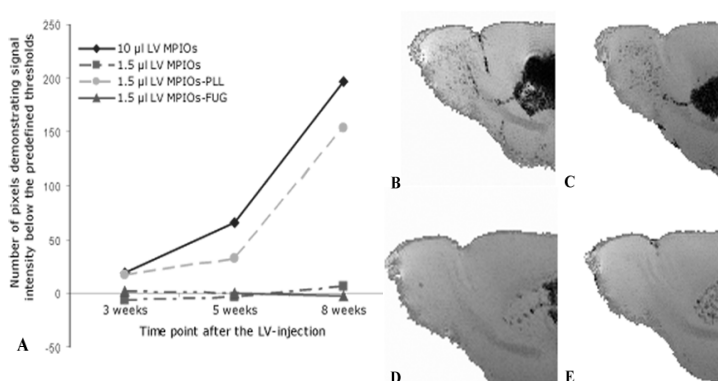 250
200
150
100
50
0
-50
Number of pixels demonstrating signal
intensity below the predefined thresholds
10 µl LV MPIOs
1.5 µl MPIOs
1.5 µl LV MPIOs-PLL
1.5 µl LV MPIOs-FUG
3 weeks
5 weeks
8 weeks
Time point after the LV-injection
A
B
C
D
E